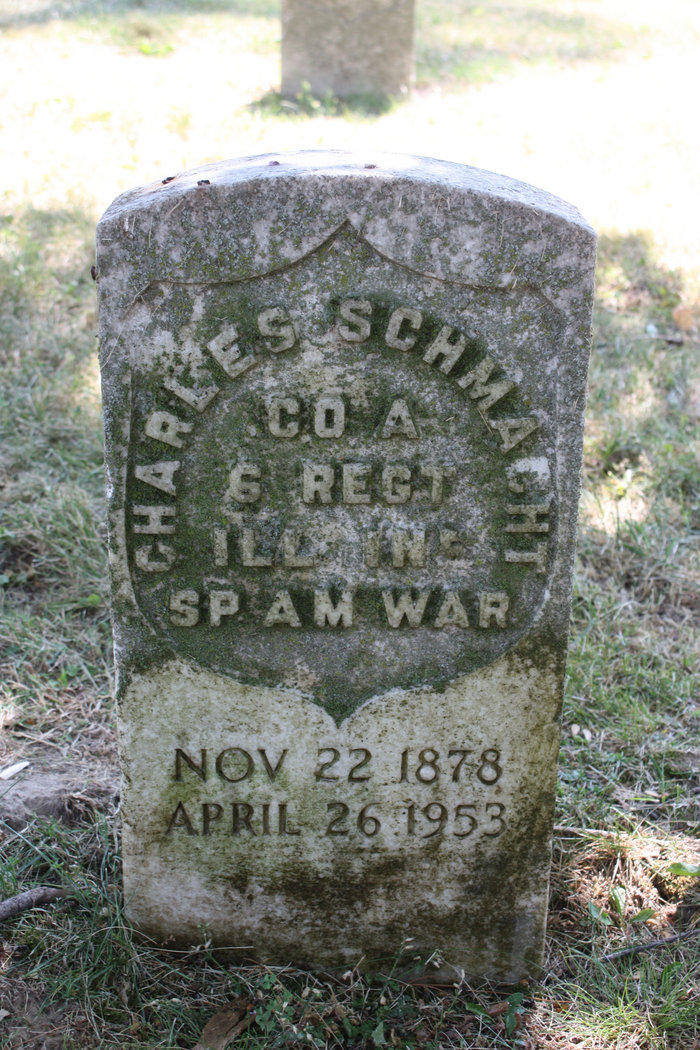 CHARLES S. SCHMACHT
CO. A
6 REGT
ILL. INF.
SP. AM. WAR
NOV 22 1878
APRIL 26 1953